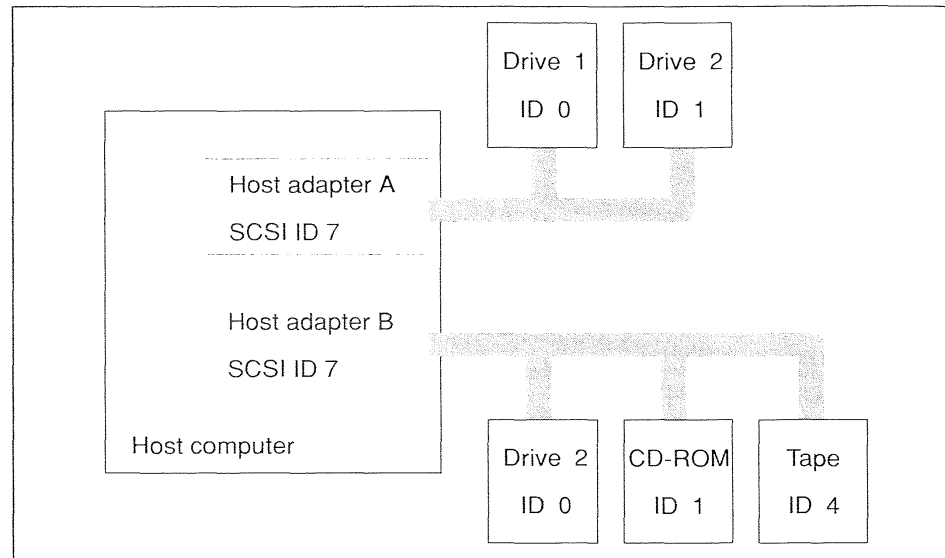 Drive 1
ID 0
Drive 2
ID 1
Host adapter A
SCSI ID 7
Host adapter B
SCSI ID 7
Host computer
Drive 2
ID 0
CD-ROM
ID 1
Tape
ID 4